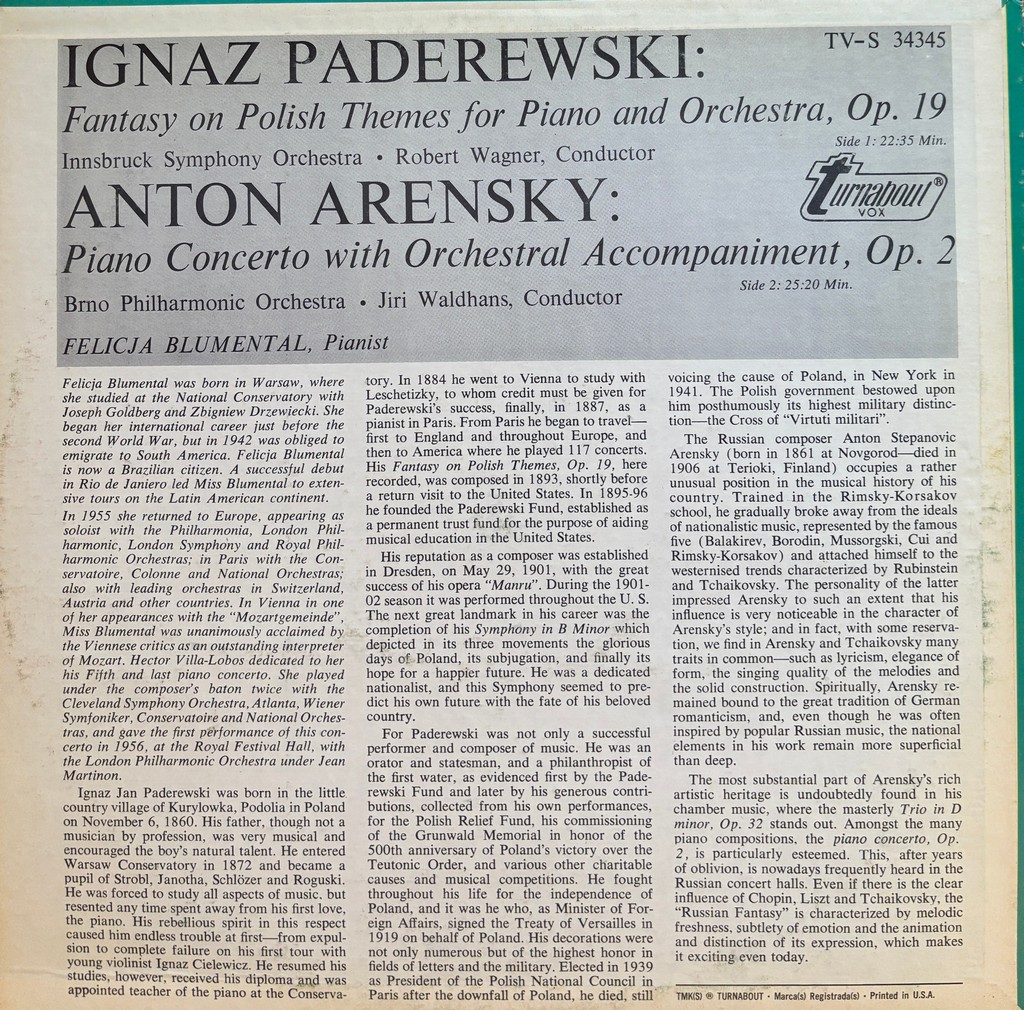 IGNAZ PADEREWSKI:
TV-S 34345
Fantasy on Polish Themes for Piano and Orchestra, Op. 19
Side 1: 22:35 Min.
Innsbruck Symphony Orchestra • Robert Wagner, Conductor
turnabout®
VOX
ANTON ARENSKY:
Piano Concerto with Orchestral Accompaniment, Op. 2
Side 2: 25:20 Min.
Brno Philharmonic Orchestra • Jiri Waldhans, Conductor
FELICJA BLUMENTAL, Pianist
Felicja Blumental was born in Warsaw, where
she studied at the National Conservatory with
Joseph Goldberg and Zbigniew Drzewiecki. She
began her international career just before the
second World War, but in 1942 was obliged to
emigrate to South America. Felicja Blumental
is now a Brazilian citizen. A successful debut
in Rio de Janiero led Miss Blumental to exten-
sive tours on the Latin American continent.
In 1955 she returned to Europe, appearing as
soloist with the Philharmonia, London Phil-
harmonic, London Symphony and Royal Phil-
harmonic Orchestras; in Paris with the Con-
servatoire, Colonne and National Orchestras;
also with leading orchestras in Switzerland,
Austria and other countries. In Vienna in one
of her appearances with the "Mozartgemeinde",
Miss Blumental was unanimously acclaimed by
the Viennese critics as an outstanding interpreter
of Mozart. Hector Villa-Lobos dedicated to her
his Fifth and last piano concerto. She played
under the composer's baton twice with the
Cleveland Symphony Orchestra, Atlanta, Wiener
Symfoniker, Conservatoire and National Orches-
tras, and gave the first performance of this con-
certo in 1956, at the Royal Festival Hall, with
the London Philharmonic Orchestra under Jean
Martinon.
Ignaz Jan Paderewski was born in the little
country village of Kurylowka, Podolia in Poland
on November 6, 1860. His father, though not a
musician by profession, was very musical and
encouraged the boy's natural talent. He entered
Warsaw Conservatory in 1872 and became a
pupil of Strobl, Janotha, Schlözer and Roguski.
He was forced to study all aspects of music, but
resented any time spent away from his first love,
the piano. His rebellious spirit in this respect
caused him endless trouble at first—from expul-
sion to complete failure on his first tour with
young violinist Ignaz Cielewicz. He resumed his
studies, however, received his diploma and was
appointed teacher of the piano at the Conserva-
tory. In 1884 he went to Vienna to study with
Leschetizky, to whom credit must be given for
Paderewski's success, finally, in 1887, as a
pianist in Paris. From Paris he began to travel—
first to England and throughout Europe, and
then to America where he played 117 concerts.
His Fantasy on Polish Themes, Op. 19, here
recorded, was composed in 1893, shortly before
a return visit to the United States. In 1895-96
he founded the Paderewski Fund, established as
a permanent trust fund for the purpose of aiding
musical education in the United States.
His reputation as a composer was established
in Dresden, on May 29, 1901, with the great
success of his opera "Manru". During the 1901-
02 season it was performed throughout the U. S.
The next great landmark in his career was the
completion of his Symphony in B Minor which
depicted in its three movements the glorious
days of Poland, its subjugation, and finally its
hope for a happier future. He was a dedicated
nationalist, and this Symphony seemed to pre-
dict his own future with the fate of his beloved
country.
For Paderewski was not only a successful
performer and composer of music. He was an
orator and statesman, and a philanthropist of
the first water, as evidenced first by the Pade-
rewski Fund and later by his generous contri-
butions, collected from his own performances,
for the Polish Relief Fund, his commissioning
of the Grunwald Memorial in honor of the
500th anniversary of Poland's victory over the
Teutonic Order, and various other charitable
causes and musical competitions. He fought
throughout his life for the independence of
Poland, and it was he who, as Minister of For-
eign Affairs, signed the Treaty of Versailles in
1919 on behalf of Poland. His decorations were
not only numerous but of the highest honor in
fields of letters and the military. Elected in 1939
as President of the Polish National Council in
Paris after the downfall of Poland, he died, still
voicing the cause of Poland, in New York in
1941. The Polish government bestowed upon
him posthumously its highest military distinc-
tion—the Cross of "Virtuti militari".
The Russian composer Anton Stepanovic
Arensky (born in 1861 at Novgorod—died in
1906 at Terioki, Finland) occupies a rather
unusual position in the musical history of his
country. Trained in the Rimsky-Korsakov
school, he gradually broke away from the ideals
of nationalistic music, represented by the famous
five (Balakirev, Borodin, Mussorgski, Cui and
Rimsky-Korsakov) and attached himself to the
westernised trends characterized by Rubinstein
and Tchaikovsky. The personality of the latter
impressed Arensky to such an extent that his
influence is very noticeable in the character of
Arensky's style; and in fact, with some reserva-
tion, we find in Arensky and Tchaikovsky many
traits in common—such as lyricism, elegance of
form, the singing quality of the melodies and
the solid construction. Spiritually, Arensky re-
mained bound to the great tradition of German
romanticism, and, even though he was often
inspired by popular Russian music, the national
elements in his work remain more superficial
than deep.
The most substantial part of Arensky's rich
artistic heritage is undoubtedly found in his
chamber music, where the masterly Trio in D
minor, Op. 32 stands out. Amongst the many
piano compositions, the piano concerto, Op.
2, is particularly esteemed. This, after years
of oblivion, is nowadays frequently heard in the
Russian concert halls. Even if there is the clear
influence of Chopin, Liszt and Tchaikovsky, the
"Russian Fantasy" is characterized by melodic
freshness, subtlety of emotion and the animation
and distinction of its expression, which makes
it exciting even today.
TMK(S) ® TURNABOUT • Marca(s) Registrada(s) • Printed in U.S.A.